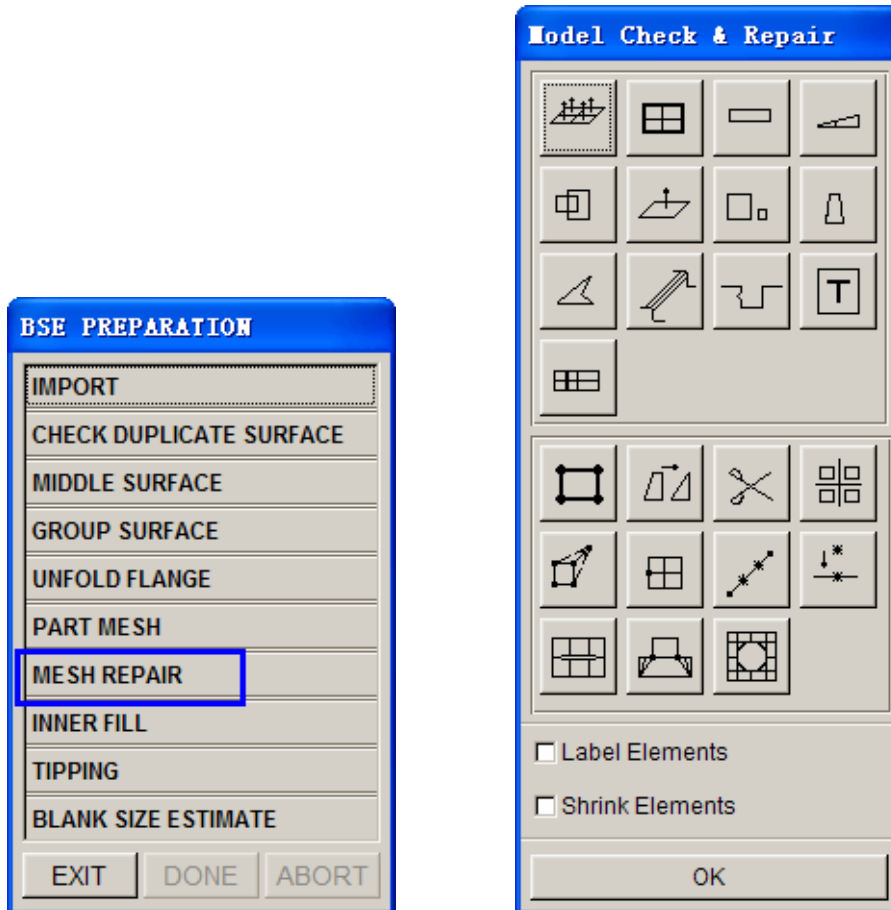 BSE PREPARATION
IMPORT
CHECK DUPLICATE SURFACE
MIDDLE SURFACE
GROUP SURFACE
UNFOLD FLANGE
PART MESH
MESH REPAIR
INNER FILL
TIPPING
BLANK SIZE ESTIMATE
EXIT DONE ABORT
Model Check & Repair
T
Label Elements
Shrink Elements
OK